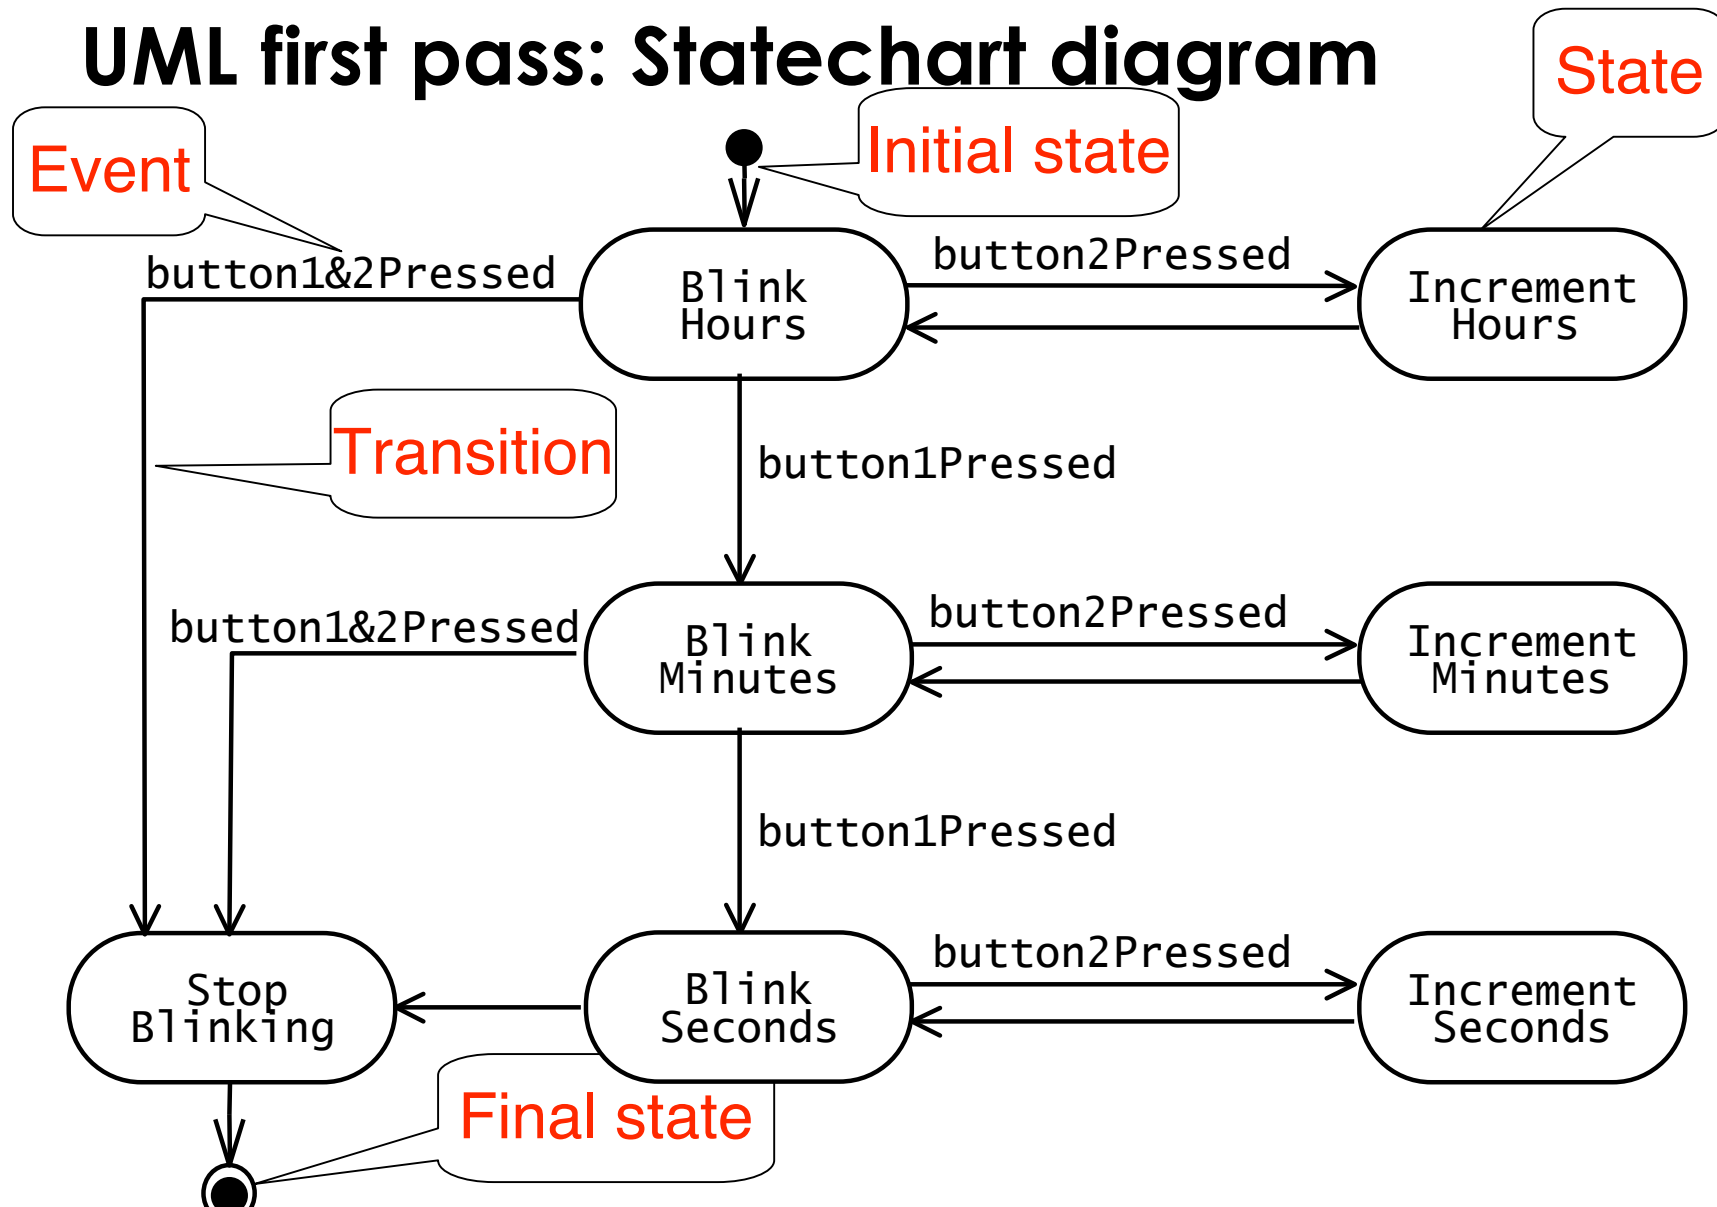 UML first pass: Statechart diagram
State
Event
Initial state
button1&2Pressed
Blink
Hours
button2Pressed
Increment
Hours
Transition
button1Pressed
button1&2Pressed
Blink
Minutes
button2Pressed
Increment
Minutes
button1Pressed
Stop
Blinking
Blink
Seconds
button2Pressed
Increment
Seconds
Final state